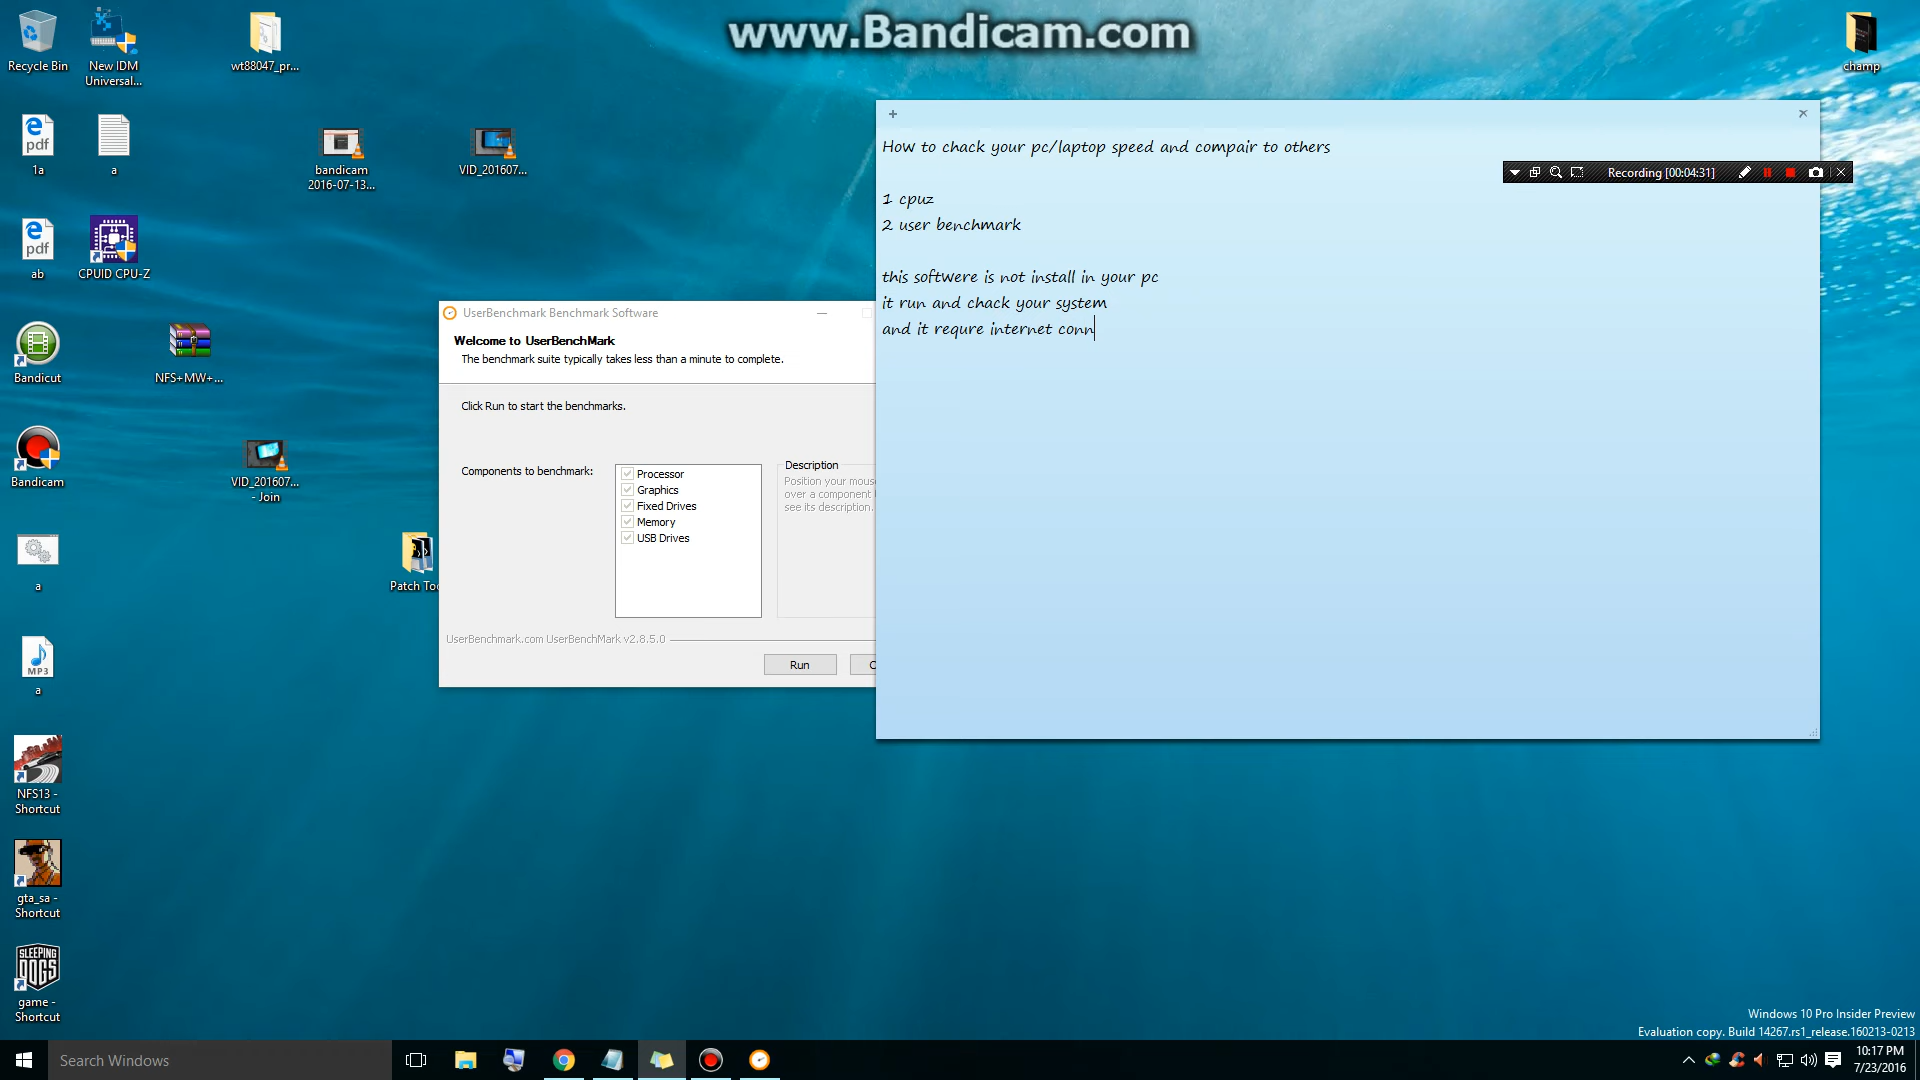 www.Bandicam.com
Recycle Bin
New IDM
Universal...
wt88047_pr...
champ
pdf
1a
a
bandicam
2016-07-13...
VID_201607...
pdf
ab
CPUID CPU-Z
Bandicut
NFS+MW+...
Bandicam
VID_201607...
- Join
a
Patch Too
MP3
a
NFS13 -
Shortcut
gta_sa -
Shortcut
SLEEPING
DOGS
game -
Shortcut
How to chack your pc/laptop speed and compair to others
Recording [00:04:31]
1 cpuz
2 user benchmark
this softwere is not install in your pc
it run and chack your system
and it requre internet conn
UserBenchmark Benchmark Software
Welcome to UserBenchMark
The benchmark suite typically takes less than a minute to complete.
Click Run to start the benchmarks.
Components to benchmark:
Processor
Graphics
Fixed Drives
Memory
USB Drives
Description
Position your mouse
over a component
see its description.
UserBenchmark.com UserBenchMark v2.8.5.0
Run
C
Windows 10 Pro Insider Preview
Evaluation copy. Build 14267.rs1_release.160213-0213
Search Windows
10:17 PM
7/23/2016